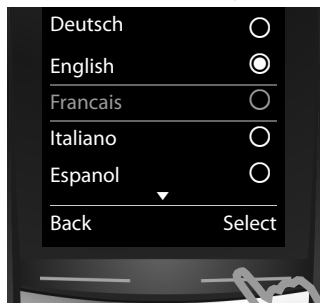 Deutsch
English
Francais
Italiano
Espanol
Back Select